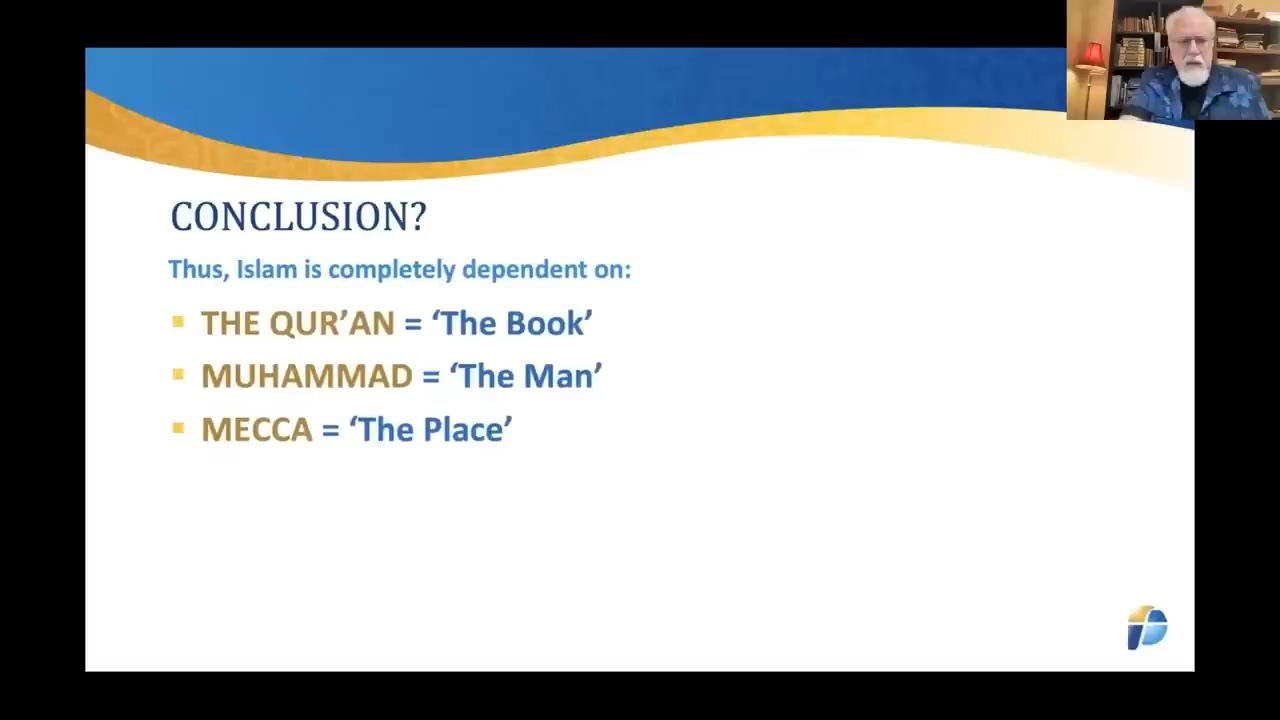 CONCLUSION?
Thus, Islam is completely dependent on:
THE QUR’AN = ‘The Book’
MUHAMMAD = ‘The Man’
MECCA = ‘The Place’